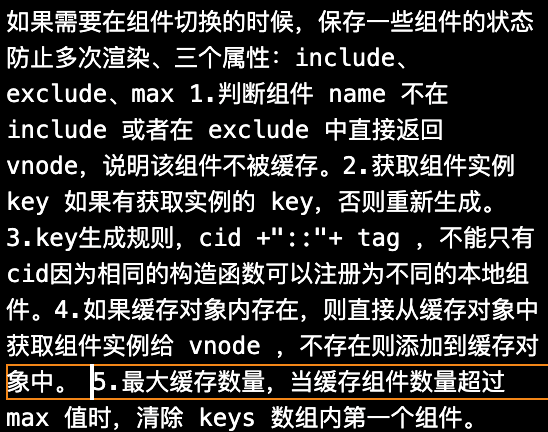 如果需要在组件切换的时候，保存一些组件的状态
防止多次渲染、三个属性：include、
exclude、max 1.判断组件 name 不在
include 或者在 exclude 中直接返回
vnode，说明该组件不被缓存。2.获取组件实例
key 如果有获取实例的 key，否则重新生成。
3.key生成规则，cid +"::"+ tag ，不能只有
cid因为相同的构造函数可以注册为不同的本地组
件。4.如果缓存对象内存在，则直接从缓存对象中
获取组件实例给 vnode ，不存在则添加到缓存对
象中。 5.最大缓存数量，当缓存组件数量超过
max 值时，清除 keys 数组内第一个组件。